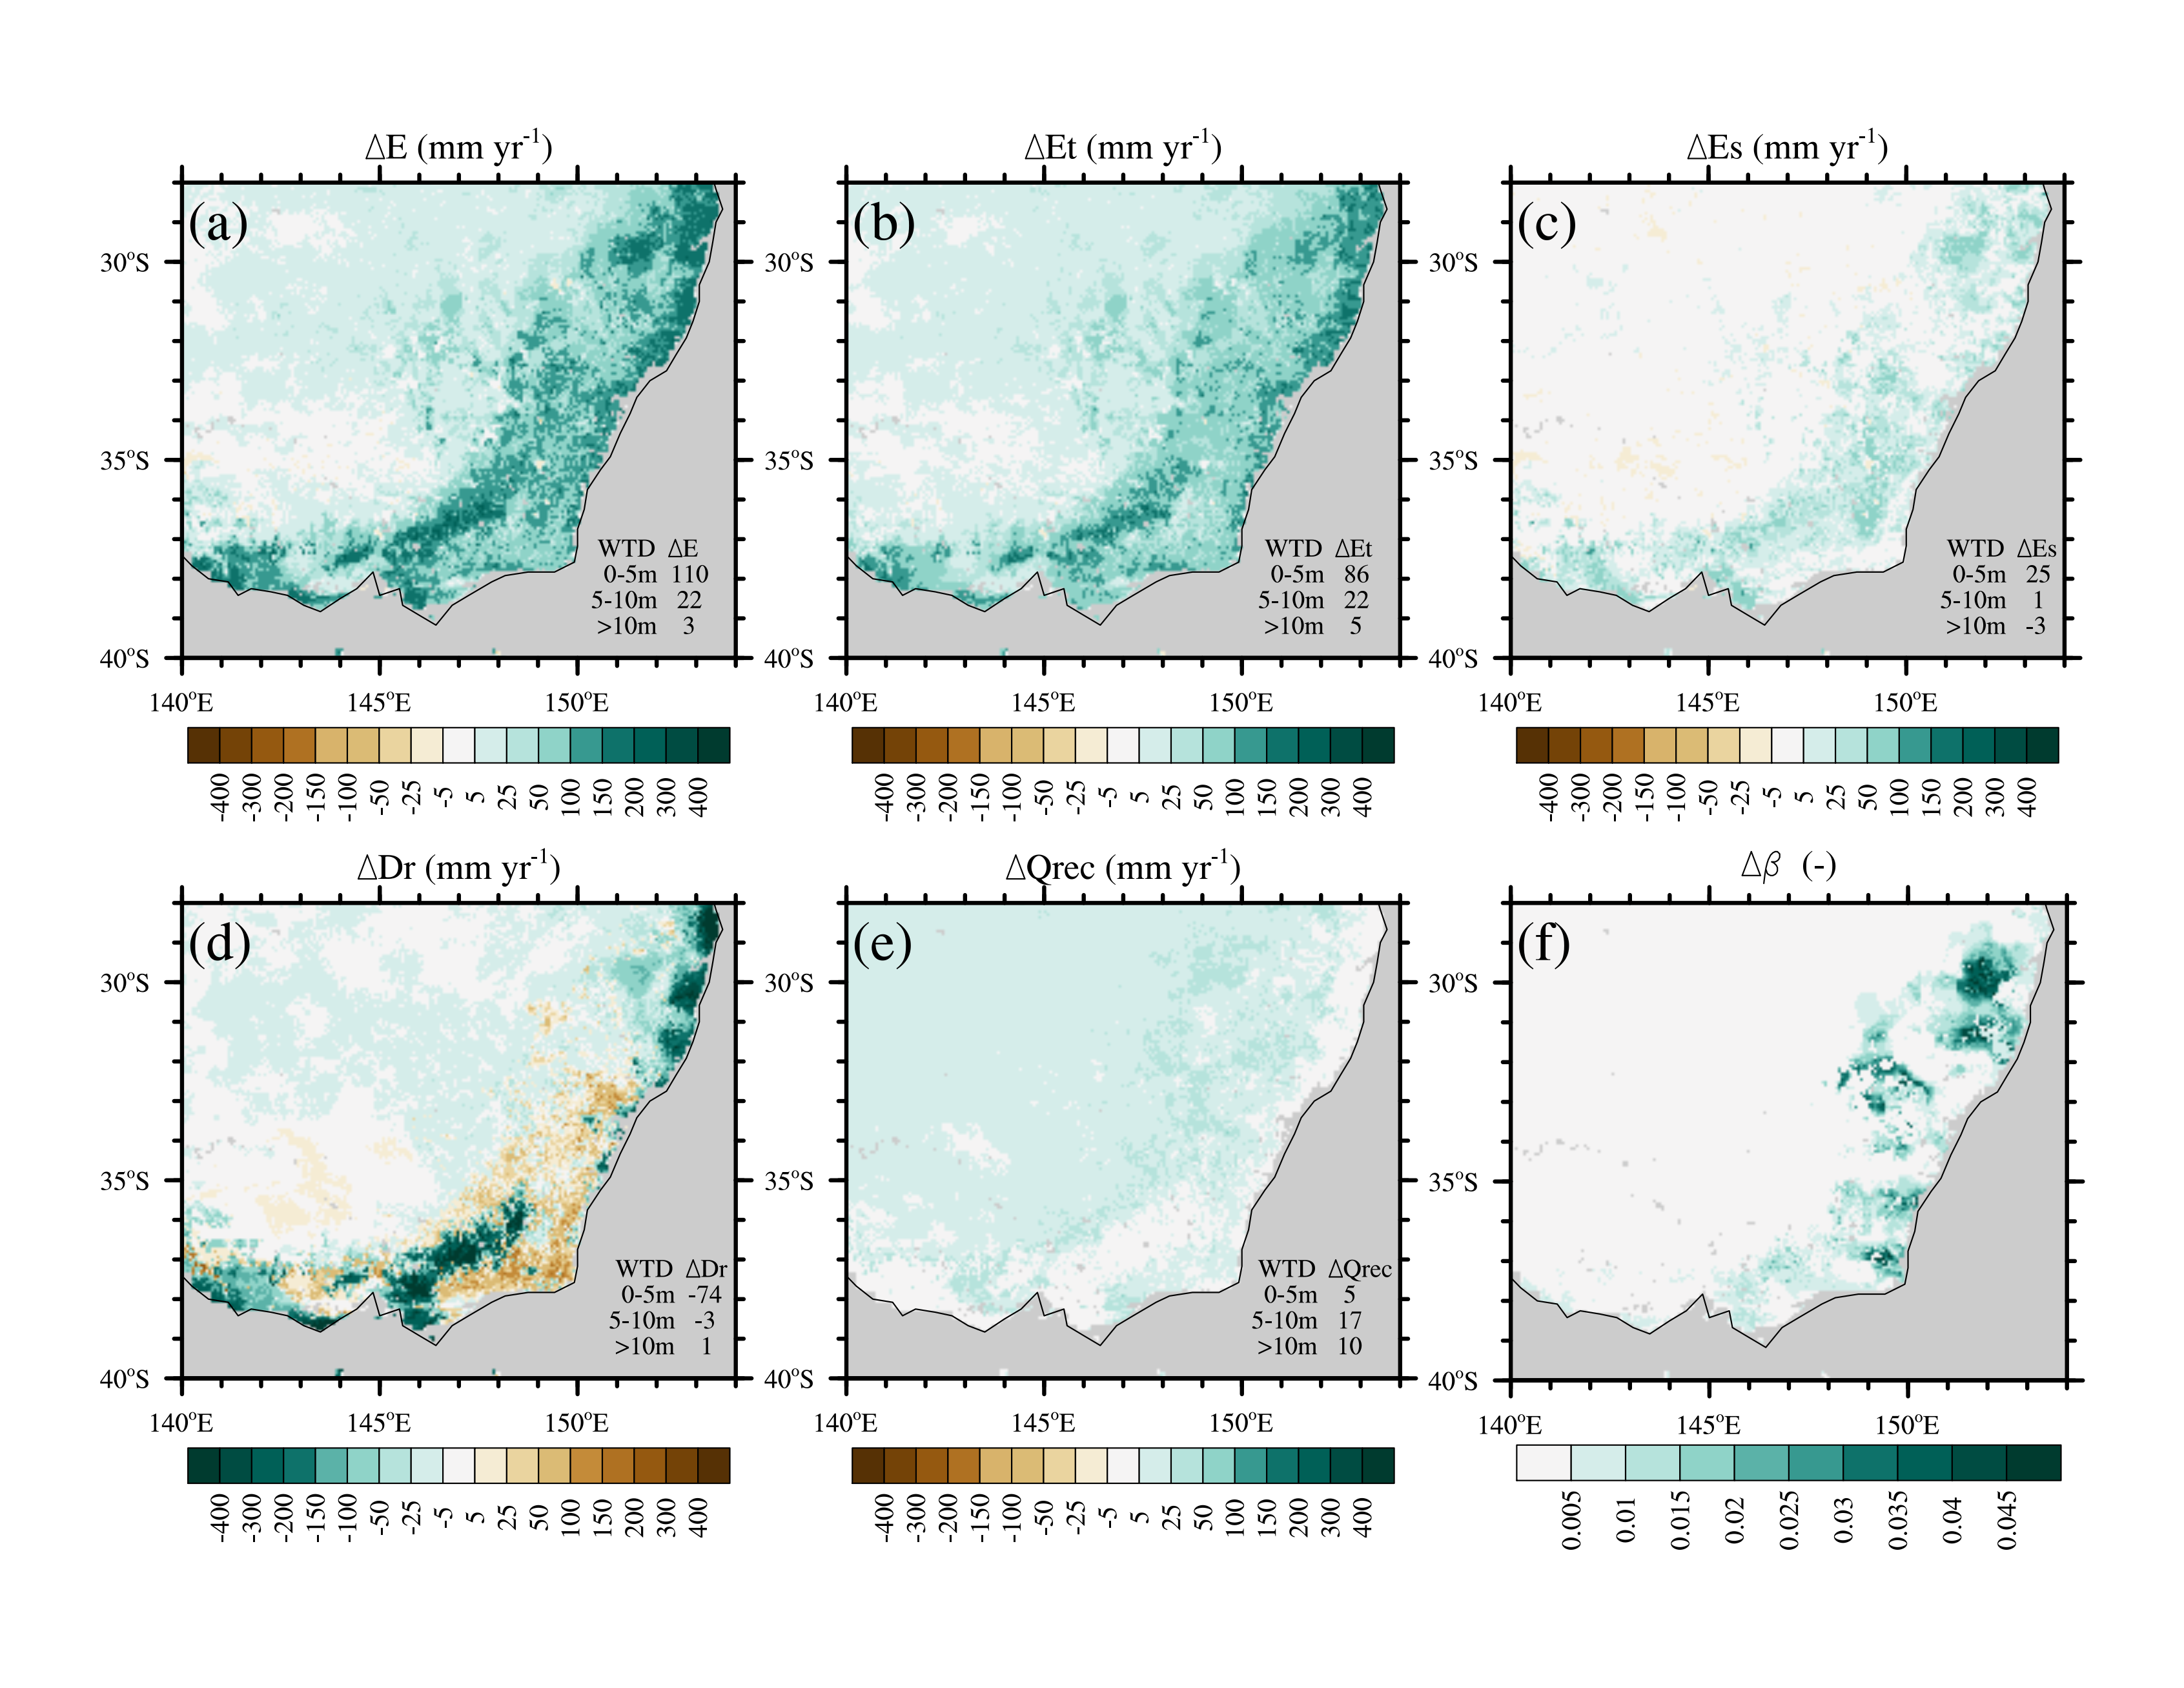 ΔE (mm yr-1)
ΔEt (mm yr-1)
ΔEs (mm yr-1)
(a)
30°S
35°S
40°S
140°E 145°E 150°E
WTD ΔE
0-5m 110
5-10m 22
>10m 3
-400 -300 -200 -150 -100 -50 -25 -5 5 25 50 100 150 200 300 400
(b)
30°S
35°S
40°S
140°E 145°E 150°E
WTD ΔEt
0-5m 86
5-10m 22
>10m 5
-400 -300 -200 -150 -100 -50 -25 -5 5 25 50 100 150 200 300 400
(c)
30°S
35°S
40°S
140°E 145°E 150°E
WTD ΔEs
0-5m 25
5-10m 1
>10m -3
-400 -300 -200 -150 -100 -50 -25 -5 5 25 50 100 150 200 300 400
ΔDr (mm yr-1)
ΔQrec (mm yr-1)
Δβ (-)
(d)
30°S
35°S
40°S
140°E 145°E 150°E
WTD ΔDr
0-5m -74
5-10m -3
>10m 1
-400 -300 -200 -150 -100 -50 -25 -5 5 25 50 100 150 200 300 400
(e)
30°S
35°S
40°S
140°E 145°E 150°E
WTD ΔQrec
0-5m 5
5-10m 17
>10m 10
-400 -300 -200 -150 -100 -50 -25 -5 5 25 50 100 150 200 300 400
(f)
30°S
35°S
40°S
140°E 145°E 150°E
0.005 0.01 0.015 0.02 0.025 0.03 0.035 0.04 0.045